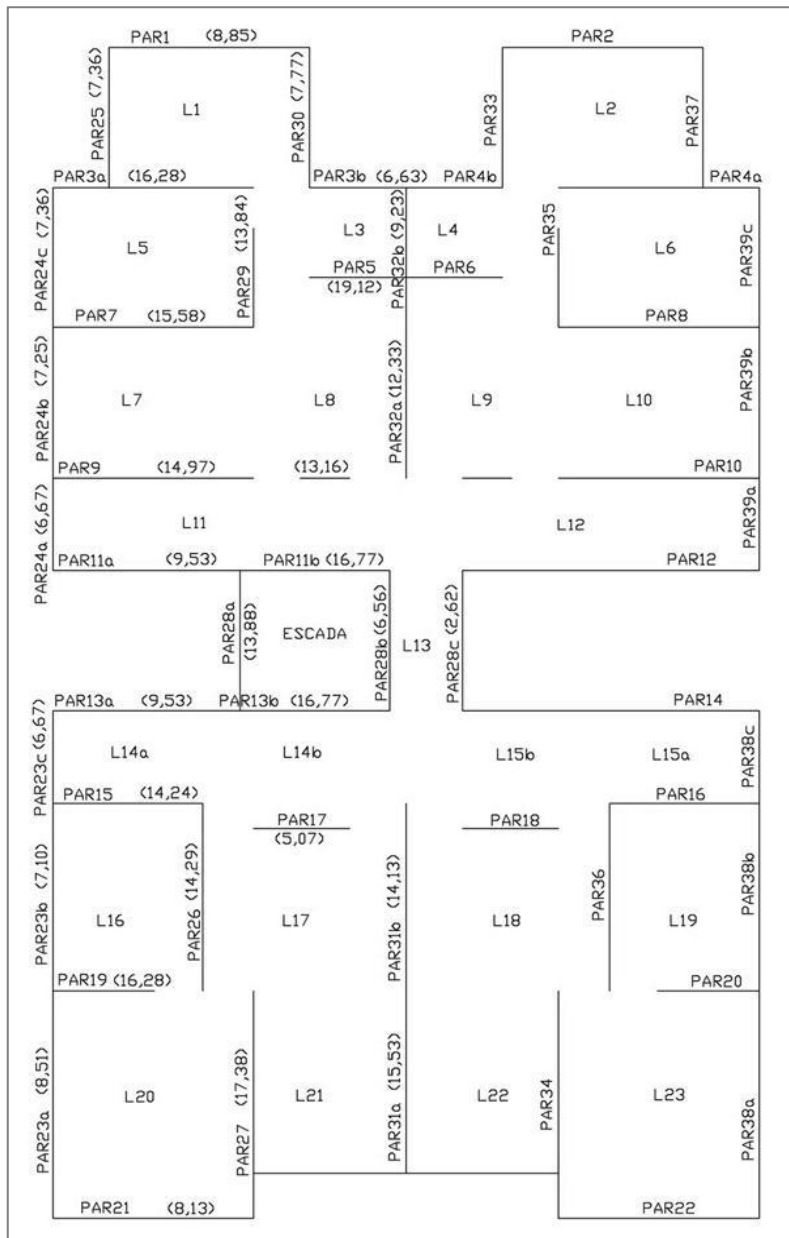 PAR1 (8,85)
PAR2
PAR25 (7,36)
PAR30 (7,77)
PAR33
PAR37
L1
L2
PAR3a (16,28)
PAR3b (6,63)
PAR4b
PAR4a
PAR24c (7,36)
PAR29 (13,84)
PAR32b (9,23)
PAR35
PAR39c
L5
L3
L4
L6
PAR5
(19,12)
PAR6
PAR7 (15,58)
PAR8
PAR24b (7,25)
PAR32a (12,33)
PAR39b
L7
L8
L9
L10
PAR9 (14,97)
(13,16)
PAR10
PAR24a (6,67)
PAR39a
L11
L12
PAR11a (9,53)
PAR11b (16,77)
PAR12
PAR28a
(13,88)
ESCADA
PAR28b (6,56)
L13
PAR28c (2,62)
PAR13a (9,53)
PAR13b (16,77)
PAR14
PAR23c (6,67)
PAR38c
L14a
L14b
L15b
L15a
PAR15 (14,24)
PAR17
(5,07)
PAR18
PAR16
PAR23b (7,10)
PAR26 (14,29)
PAR31b (14,13)
PAR36
PAR38b
L16
L17
L18
L19
PAR19 (16,28)
PAR20
PAR23a (8,51)
PAR27 (17,38)
PAR31a (15,53)
PAR34
PAR38a
L20
L21
L22
L23
PAR21 (8,13)
PAR22